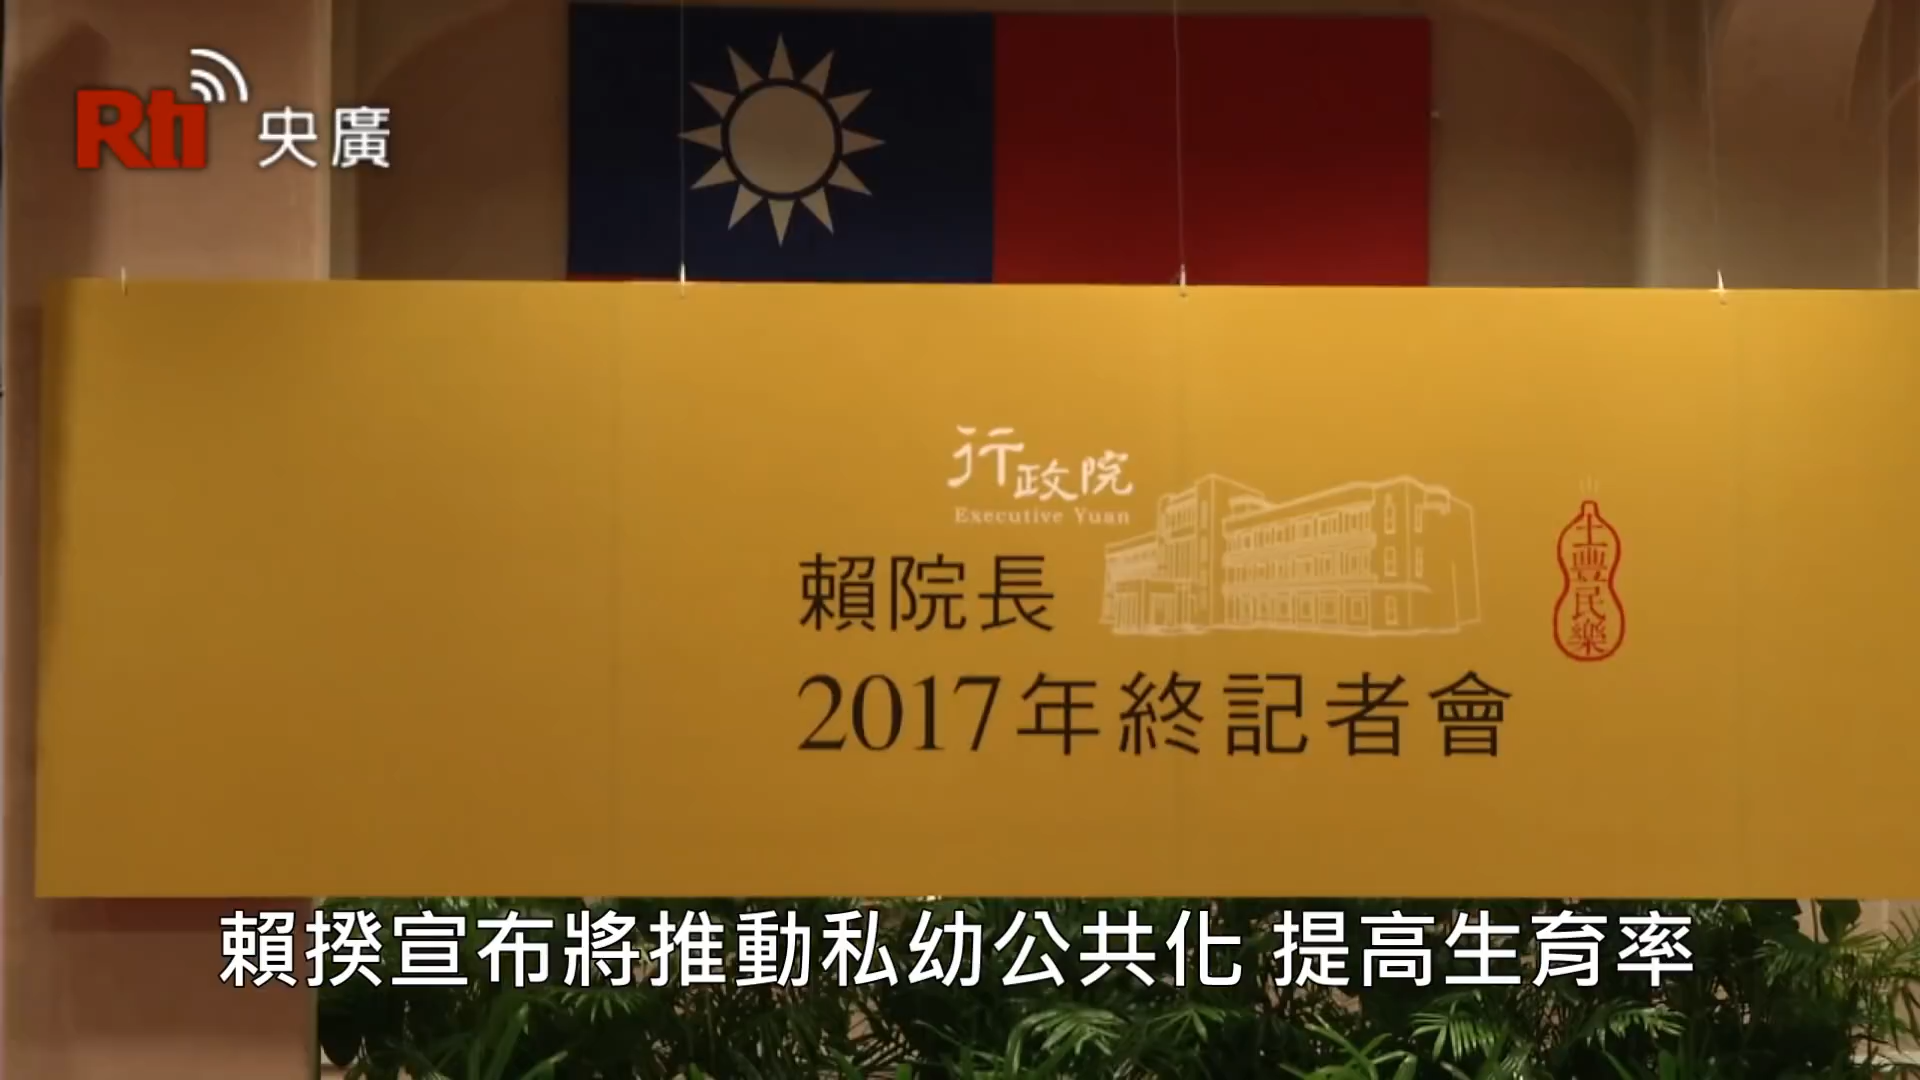 Rti 央廣
行政院
Executive Yuan
賴院長
2017年終記者會
土豐民樂
賴揆宣布將推動私幼公共化 提高生育率